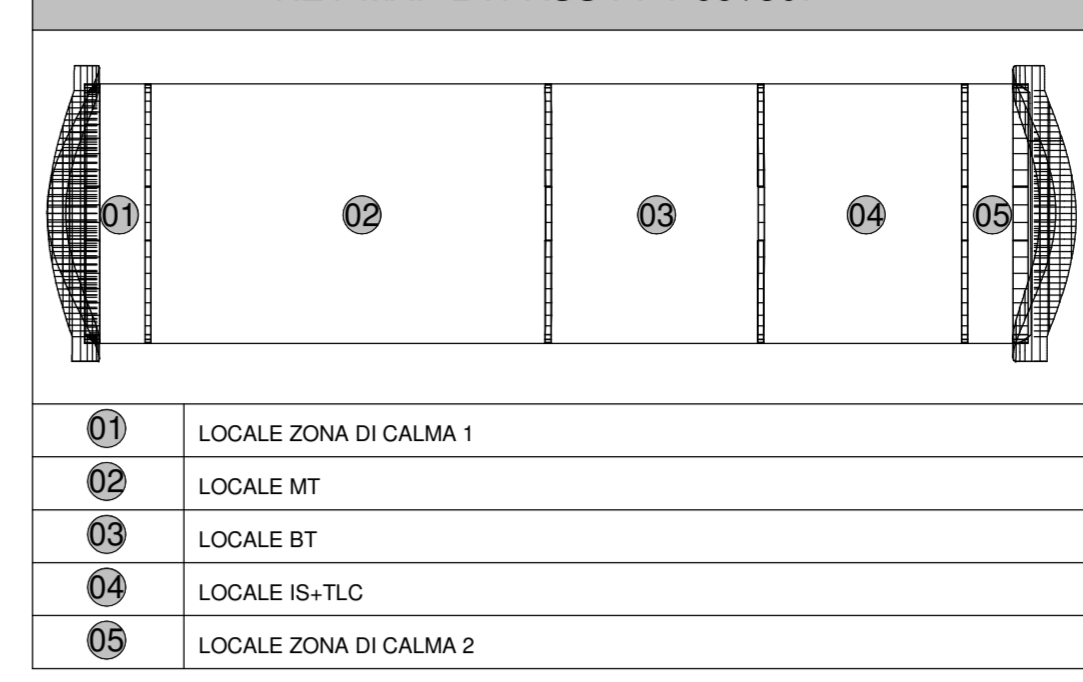 01 02 03 04 05
01 LOCALE ZONA DI CALMA 1
02 LOCALE MT
03 LOCALE BT
04 LOCALE IS+TLC
05 LOCALE ZONA DI CALMA 2